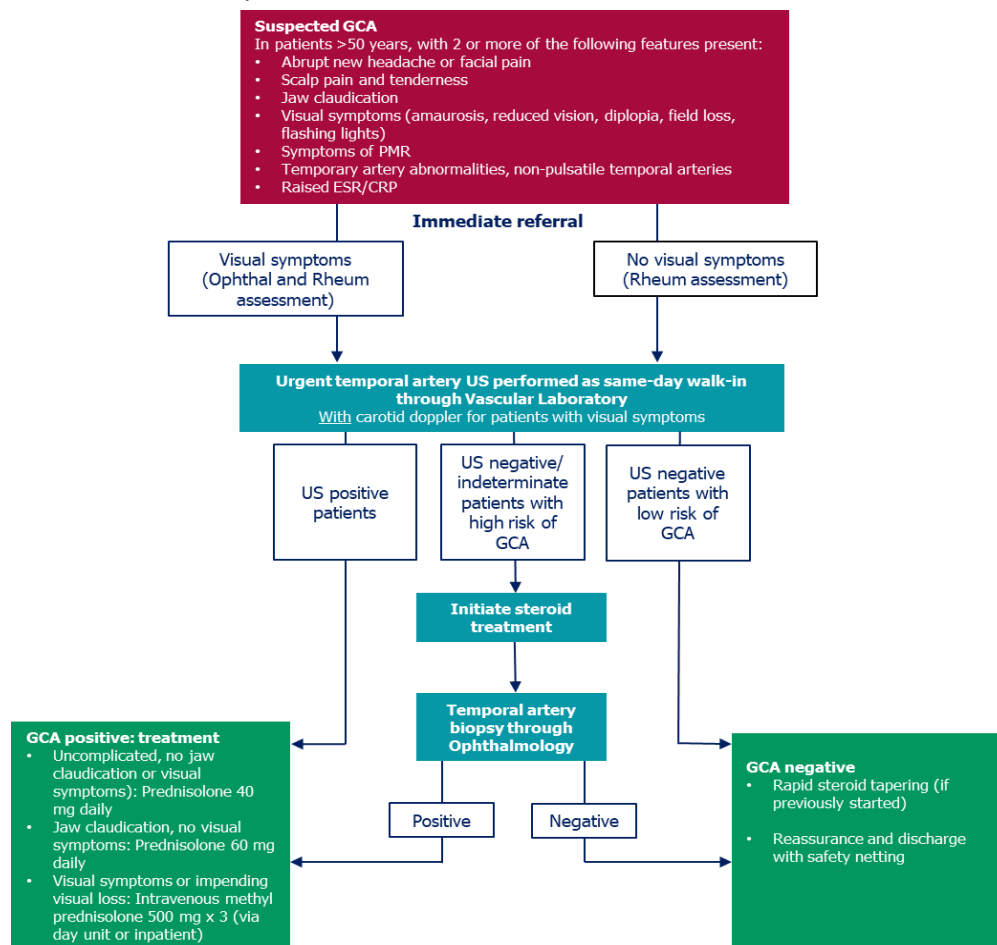 Suspected GCA
In patients >50 years, with 2 or more of the following features present:
• Abrupt new headache or facial pain
• Scalp pain and tenderness
• Jaw claudication
• Visual symptoms (amaurosis, reduced vision, diplopia, field loss,
flashing lights)
• Symptoms of PMR
• Temporary artery abnormalities, non-pulsatile temporal arteries
• Raised ESR/CRP
Immediate referral
Visual symptoms
(Ophthal and Rheum
assessment)
No visual symptoms
(Rheum assessment)
Urgent temporal artery US performed as same-day walk-in
through Vascular Laboratory
With carotid doppler for patients with visual symptoms
US positive
patients
US negative/
indeterminate
patients with
high risk of
GCA
US negative
patients with
low risk of
GCA
Initiate steroid
treatment
Temporal artery
biopsy through
Ophthalmology
Positive
Negative
GCA positive: treatment
• Uncomplicated, no jaw
claudication or visual
symptoms): Prednisolone 40
mg daily
• Jaw claudication, no visual
symptoms: Prednisolone 60 mg
daily
• Visual symptoms or impending
visual loss: Intravenous methyl
prednisolone 500 mg x 3 (via
day unit or inpatient)
GCA negative
• Rapid steroid tapering (if
previously started)
• Reassurance and discharge
with safety netting